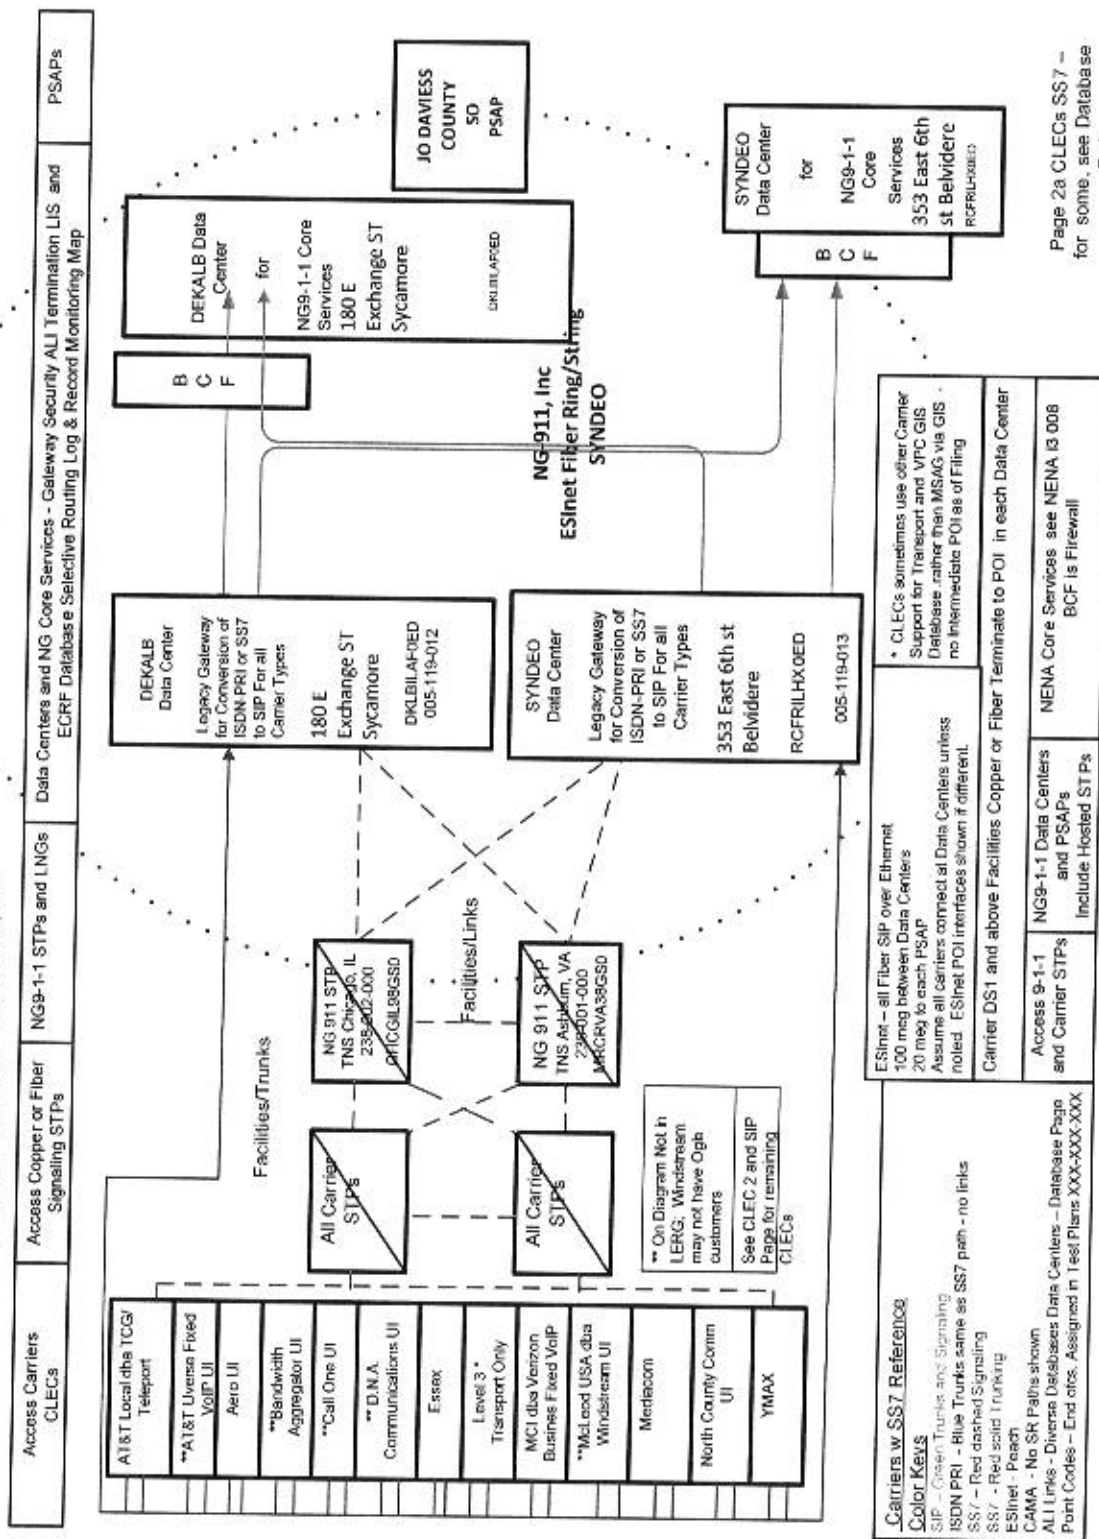 Access Carriers
CLECs
Access Copper or Fiber
Signaling STPs
NG9-1-1 STPs and LNGs
Data Centers and NG Core Services - Gateway Security ALI Termination LIS and
ECRF Database Selective Routing Log & Record Monitoring Map
PSAPs
AT&T Local dba TCG/
Teleport
**AT&T Uverse Fixed
VoIP UI
Aero UI
**Bandwidth
Aggregator UI
**Call One UI
** D.N.A.
Communications UI
Essex
Level 3 *
Transport Only
MCI dba Verizon
Busines Fixed VoIP
**McLeod USA dba
Windstream UI
Mediacom
North County Comm
UI
YMAX
Facilities/Trunks
All Carrier
STPs
All Carrier
STPs
NG 911 STP
TNS Chicago, IL
238-002-000
CHCGIL98GS0
NG 911 STP
TNS Ashburn, VA
238-001-000
MRCRVA38GS0
Facilities/Links
** On Diagram Not in
LERG; Windstream
may not have Ogb
customers
See CLEC 2 and SIP
Page for remaining
CLECs
DEKALB
Data Center
Legacy Gateway
for Conversion of
ISDN-PRI or SS7
to SIP For all
Carrier Types
180 E
Exchange ST
Sycamore
DKLBILAF0ED
005-119-012
SYNDEO
Data Center
Legacy Gateway
for Conversion of
ISDN-PRI or SS7
to SIP For all
Carrier Types
353 East 6th st
Belvidere
RCFRILHX0ED
005-119-013
B
C
F
DEKALB Data
Center
for
NG9-1-1 Core
Services
180 E
Exchange ST
Sycamore
DKLBILAF0ED
NG-911, Inc
ESInet Fiber Ring/String
SYNDEO
JO DAVIESS
COUNTY
SO
PSAP
B
C
F
SYNDEO
Data Center
for
NG9-1-1
Core
Services
353 East 6th
st Belvidere
RCFRILHX0ED
Page 2a CLECs SS7 –
for some, see Database
Carriers w SS7 Reference
Color Keys
SIP - Green Trunks and Signaling
ISDN PRI - Blue Trunks same as SS7 path - no links
SS7 – Red dashed Signaling
SS7 - Red solid Trunking
ESInet - Peach
CAMA - No SR Paths shown
ALI Links - Diverse Databases Data Centers – Database Page
Point Codes – End ofcs. Assigned in Test Plans XXX-XXX-XXX
ESInet – all Fiber SIP over Ethernet
100 meg between Data Centers
20 meg to each PSAP
Assume all carriers connect at Data Centers unless
noted. ESInet POI interfaces shown if different.
* CLECs sometimes use other Carrier
Support for Transport and VPC GIS
Database rather than MSAG via GIS -
no Intermediate POI as of Filing
Carrier DS1 and above Facilities Copper or Fiber Terminate to POI in each Data Center
Access 9-1-1
and Carrier STPs
NG9-1-1 Data Centers
and PSAPs
Include Hosted STPs
NENA Core Services see NENA I3 008
BCF is Firewall